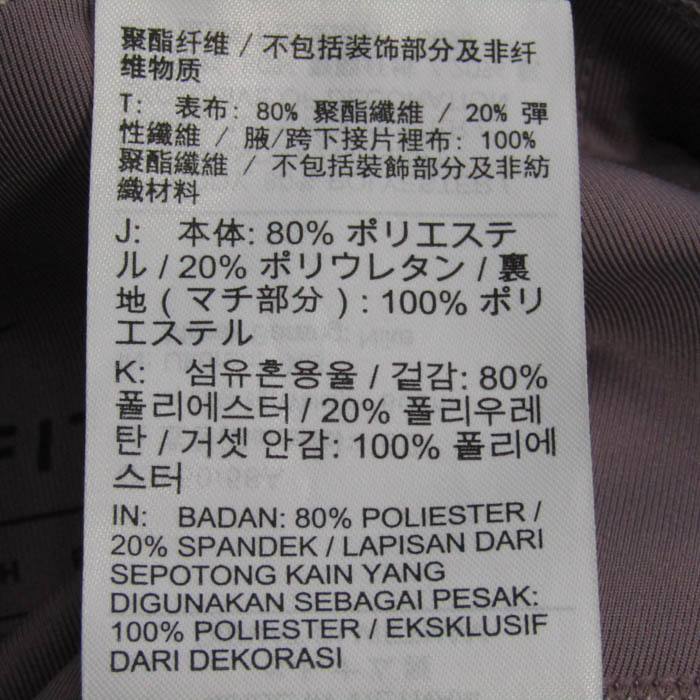 聚酯纤维 / 不包括装饰部分及非纤
维物质
T: 表布: 80% 聚酯纖維 / 20% 彈
性纖維 / 腋/跨下接片裡布: 100%
聚酯纖維 / 不包括裝飾部分及非紡
織材料
J: 本体: 80% ポリエステ
ル / 20% ポリウレタン / 裏
地 ( マチ部分 ) : 100% ポリ
エステル
K: 섬유혼용율 / 겉감: 80%
폴리에스터 / 20% 폴리우레
탄 / 거셋 안감: 100% 폴리에
스터
IN: BADAN: 80% POLIESTER /
20% SPANDEK / LAPISAN DARI
SEPOTONG KAIN YANG
DIGUNAKAN SEBAGAI PESAK:
100% POLIESTER / EKSKLUSIF
DARI DEKORASI